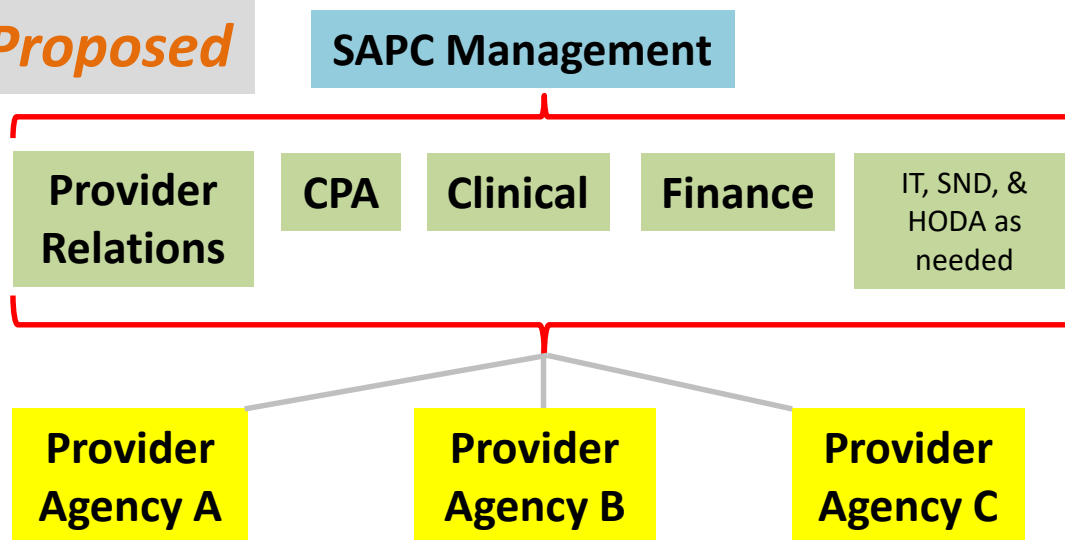 Proposed
SAPC Management
Provider
Relations
CPA
Clinical
Finance
IT, SND, &
HODA as
needed
Provider
Agency A
Provider
Agency B
Provider
Agency C